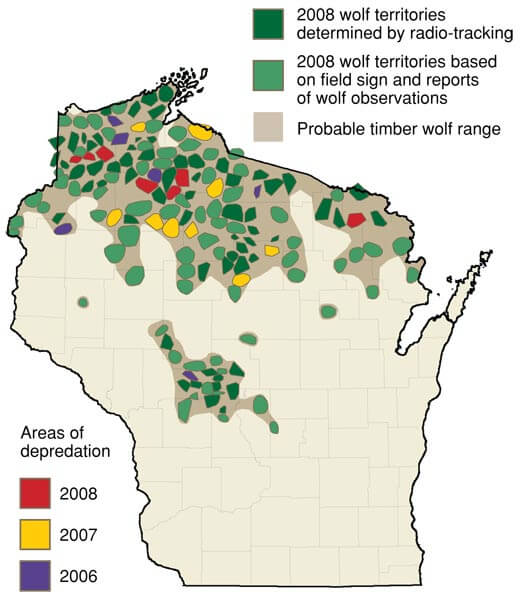 2008 wolf territories
determined by radio-tracking
2008 wolf territories based
on field sign and reports
of wolf observations
Probable timber wolf range
Areas of
depredation
2008
2007
2006